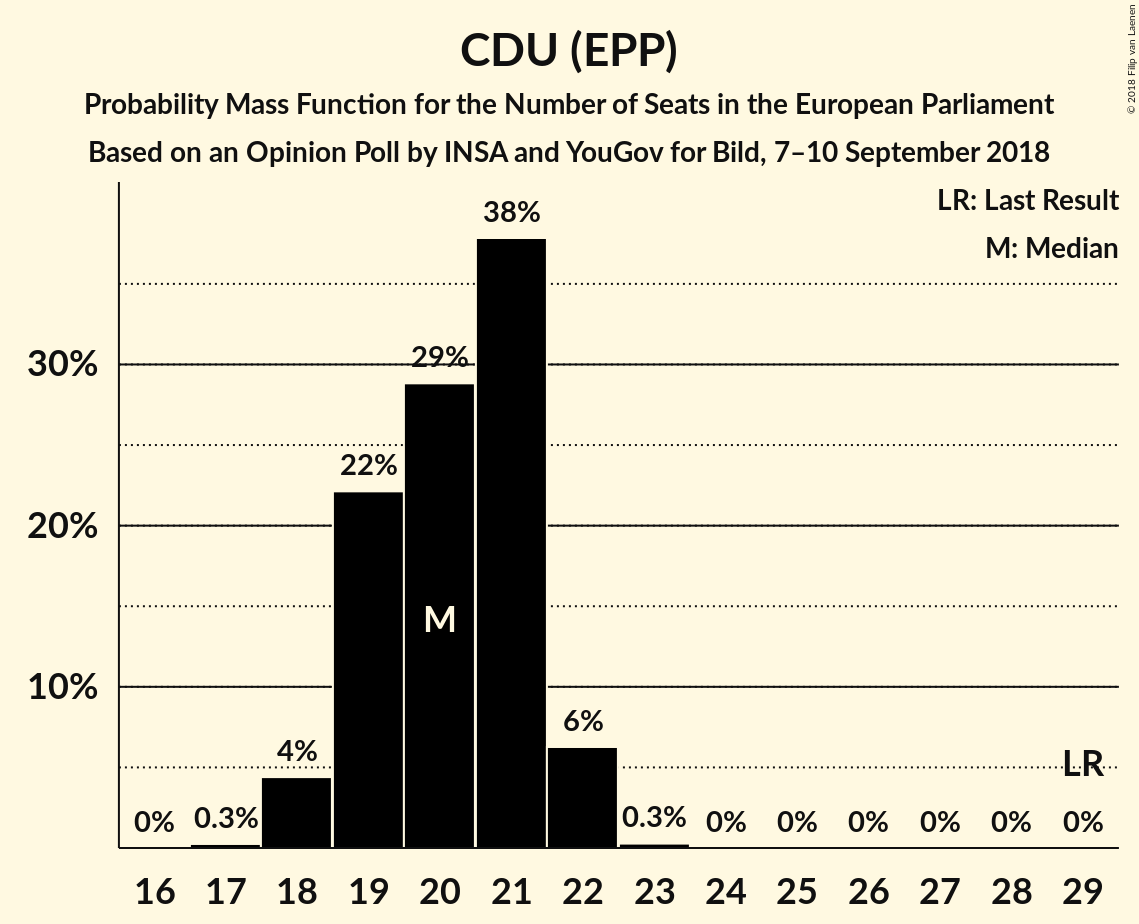 CDU (EPP)
Probability Mass Function for the Number of Seats in the European Parliament
Based on an Opinion Poll by INSA and YouGov for Bild, 7–10 September 2018
© 2018 Filip van Laenen
LR: Last Result
M: Median
38%
30%
29%
22%
20%
M
10%
6%
4%
LR
0%
0.3%
0.3%
0%
0%
0%
0%
0%
0%
16 17 18 19 20 21 22 23 24 25 26 27 28 29